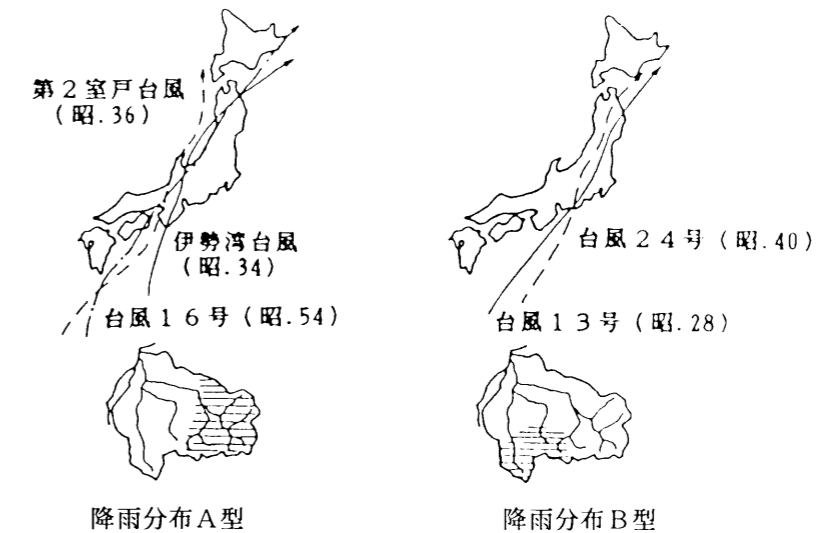 第２室戸台風
(昭.36)
伊勢湾台風
(昭.34)
台風１６号(昭.54)
降雨分布Ａ型
台風２４号(昭.40)
台風１３号(昭.28)
降雨分布Ｂ型